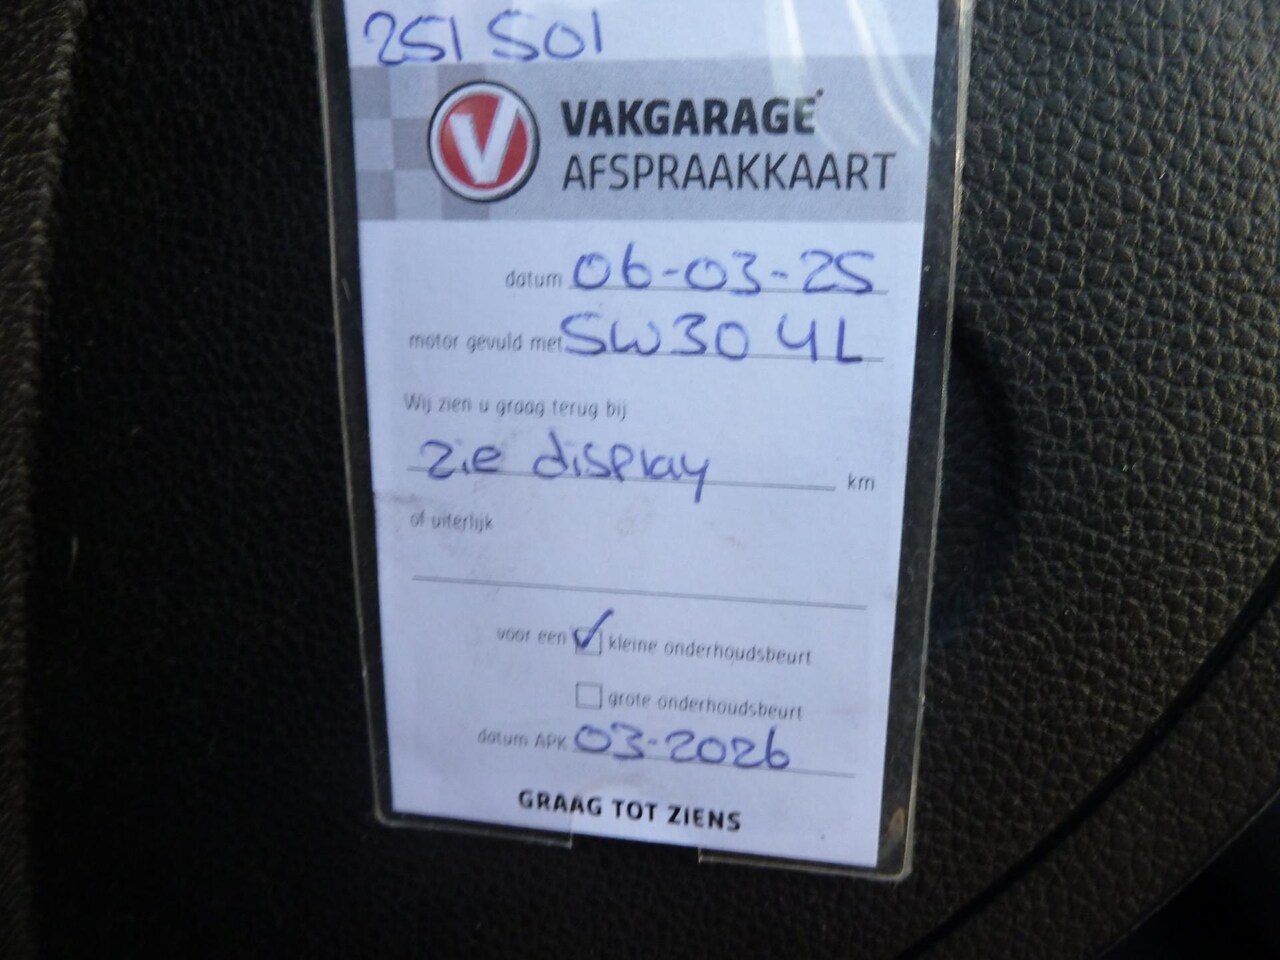 251501
V
VAKGARAGE
AFSPRAAKKAART
datum 06-03-25
motor gevuld met 5W30 4L
Wij zien u graag terug bij
zie display km
of uiterlijk
voor een ✓ kleine onderhoudsbeurt
grote onderhoudsbeurt
datum APK 03-2026
GRAAG TOT ZIENS